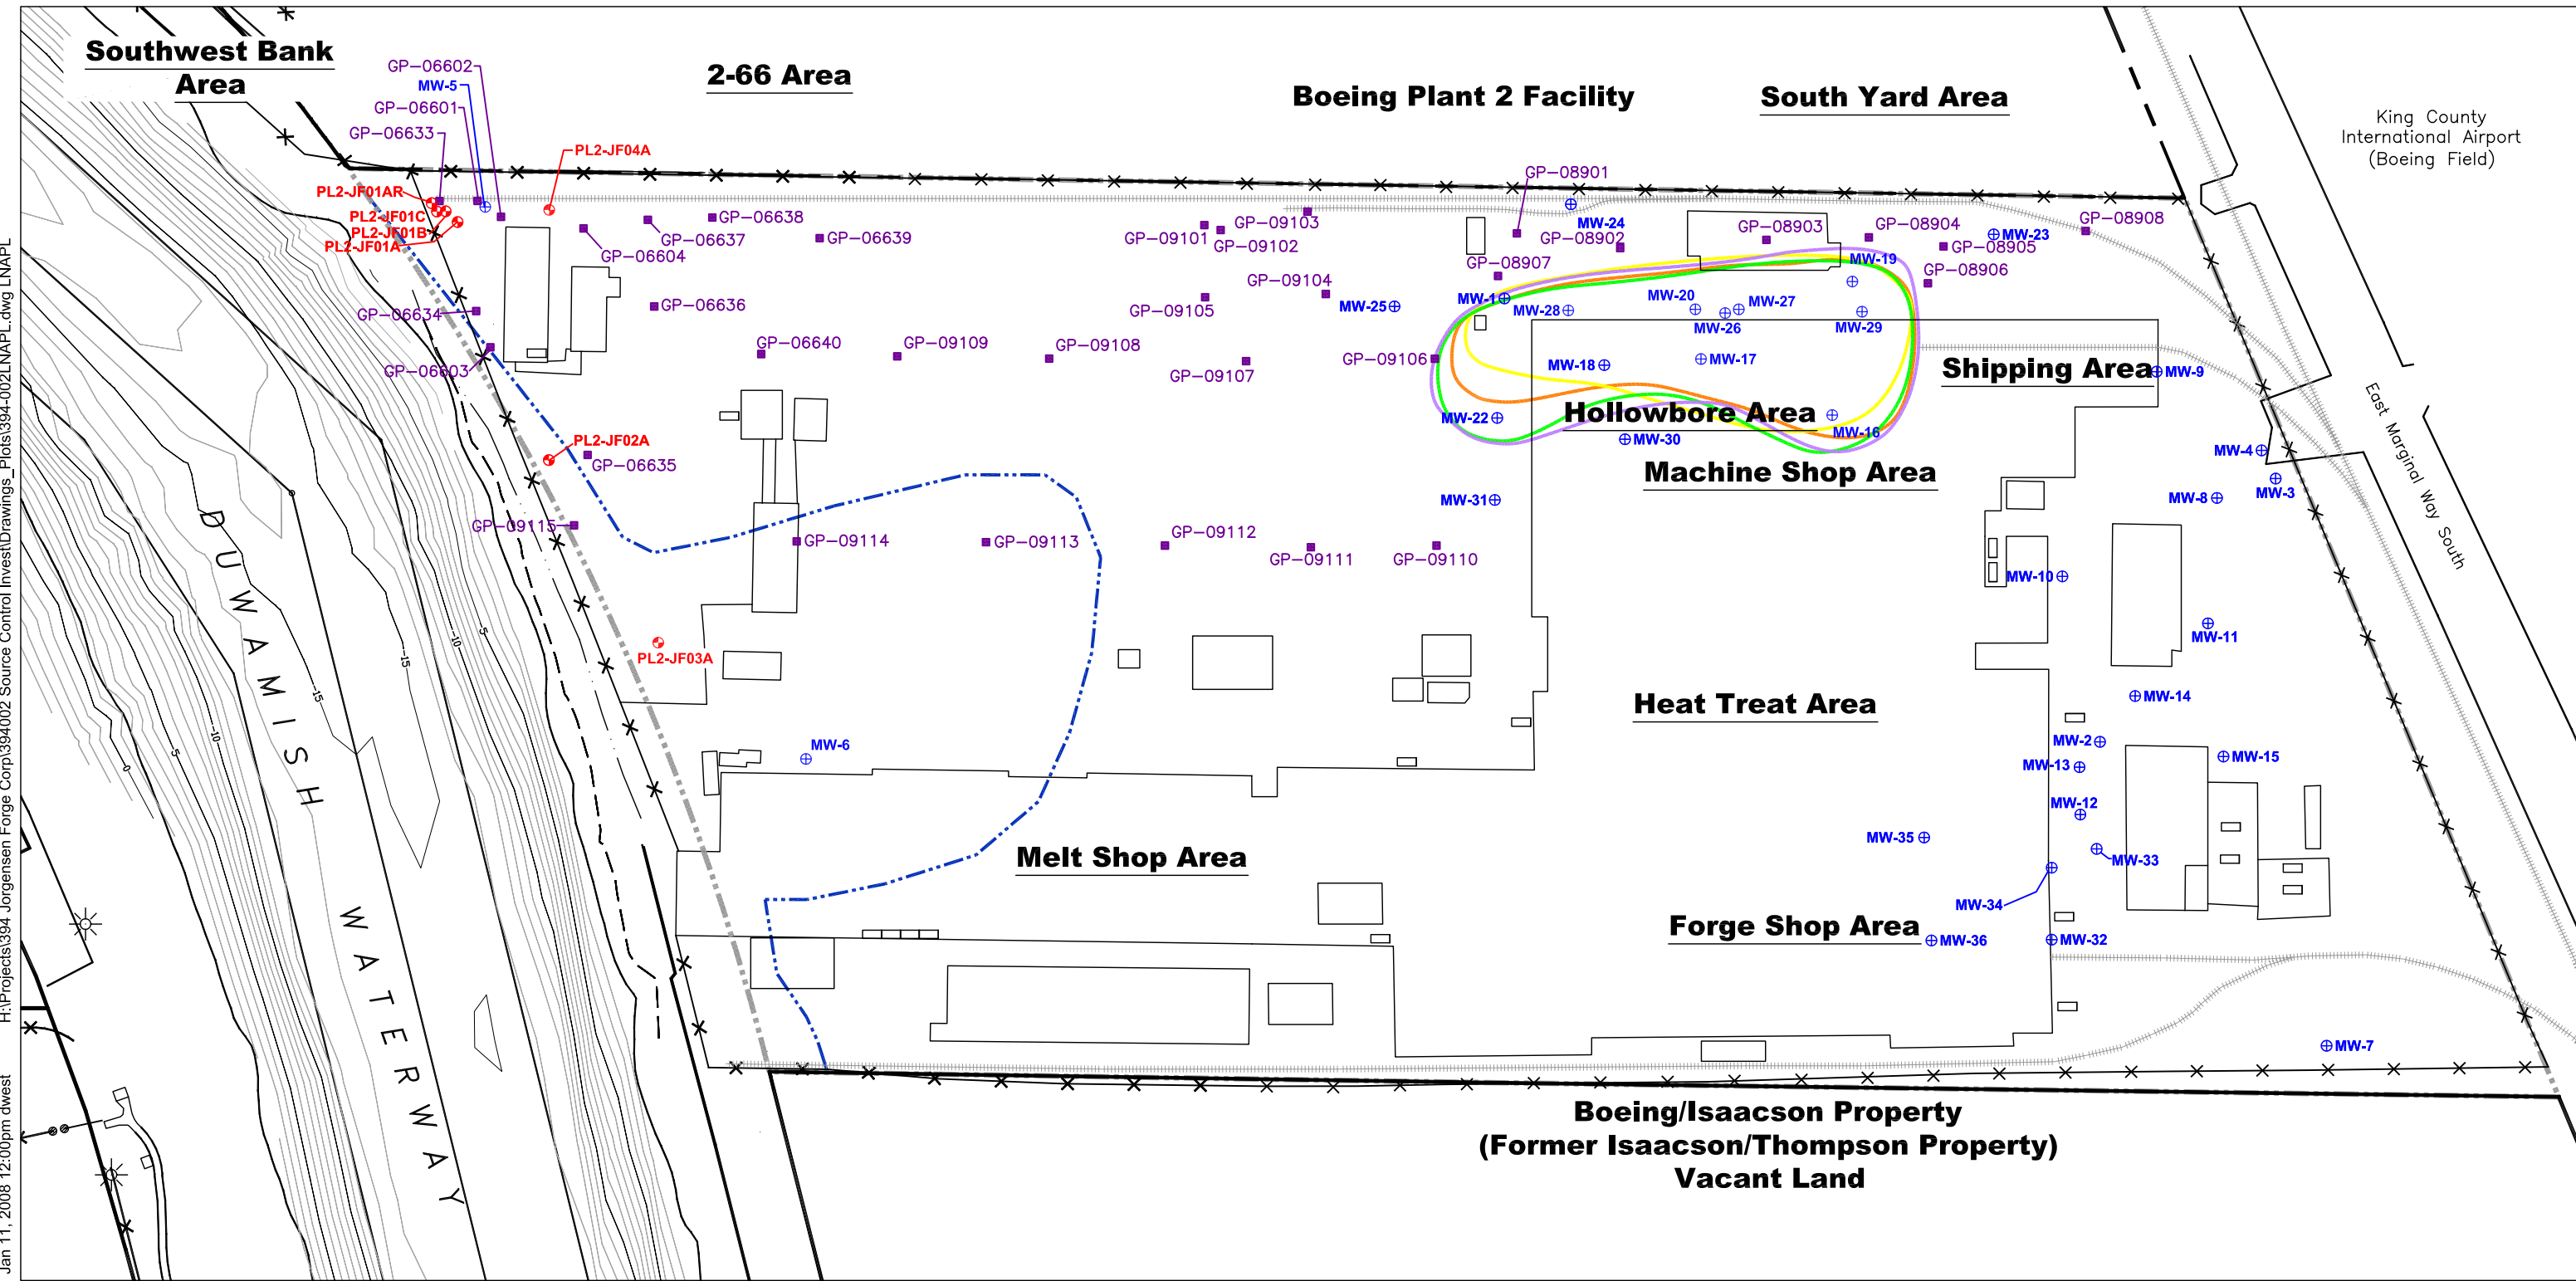 Southwest Bank
Area
2-66 Area
Boeing Plant 2 Facility
South Yard Area
King County
International Airport
(Boeing Field)
GP-06602
MW-5
GP-06601
GP-06633
PL2-JF04A
PL2-JF01AR
PL2-JF01C
PL2-JF01B
PL2-JF01A
GP-06604
GP-06637
GP-06638
GP-06639
GP-09101
GP-09102
GP-09103
GP-08901
MW-24
GP-08902
GP-08903
GP-08904
GP-08905
MW-23
GP-08908
GP-08907
GP-08906
MW-19
GP-09104
GP-09105
MW-25
MW-1
MW-28
MW-20
MW-26
MW-27
MW-29
GP-06634
GP-06636
GP-06603
GP-06640
GP-09109
GP-09108
GP-09107
GP-09106
MW-18
MW-17
Shipping Area
MW-9
MW-22
Hollowbore Area
MW-16
MW-30
Machine Shop Area
MW-4
MW-3
MW-8
East Marginal Way South
PL2-JF02A
GP-06635
MW-31
GP-09115
GP-09114
GP-09113
GP-09112
GP-09111
GP-09110
MW-10
MW-11
PL2-JF03A
MW-14
Heat Treat Area
MW-6
MW-2
MW-13
MW-15
MW-12
MW-35
MW-33
MW-34
Melt Shop Area
Forge Shop Area
MW-36
MW-32
MW-7
DUWAMISH WATERWAY
-15
-10
-5
-15
-10
-5
0
Boeing/Isaacson Property
(Former Isaacson/Thompson Property)
Vacant Land
Jan 11, 2008 12:00pm dwest H:\Projects\394 Jorgensen Forge Corp\394002 Source Control Invest\Drawings_Plots\394-002LNAPL.dwg LNAPL